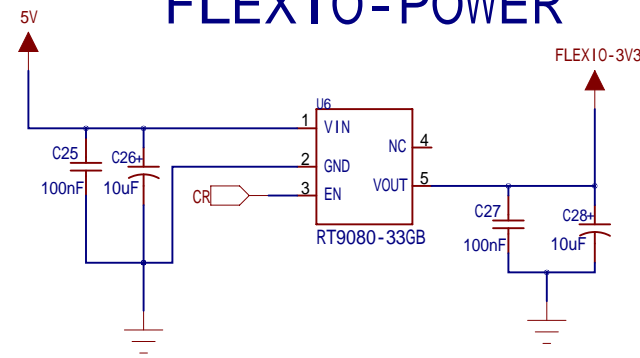 FLEXIO-POWER
5V
FLEXIO-3V3
U6
1 VIN
NC 4
2 GND
VOUT 5
3 EN
CR
RT9080-33GB
C25
100nF
C26+
10uF
C27
100nF
C28+
10uF